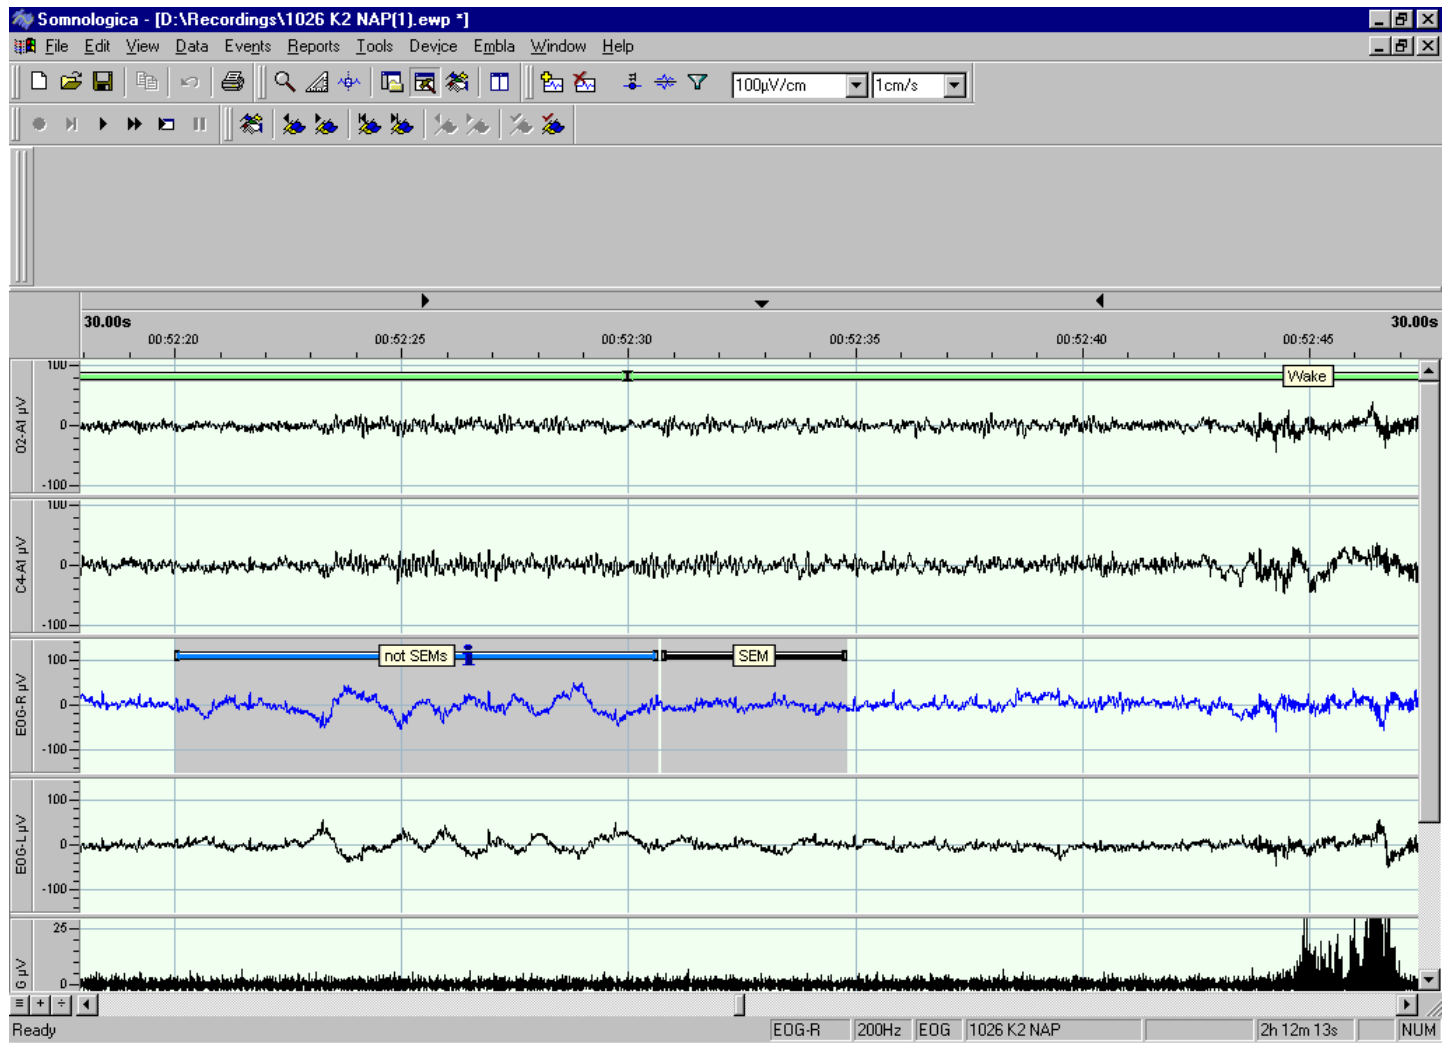 Somnologica - [D:\Recordings\1026 K2 NAP(1).ewp *]
File Edit View Data Events Reports Tools Device Embla Window Help
100µV/cm 1cm/s
30.00s 30.00s
00:52:20 00:52:25 00:52:30 00:52:35 00:52:40 00:52:45
O2-A1 µV
100
0
-100
Wake
C4-A1 µV
100
0
-100
EOG-R µV
100
0
-100
not SEMs
SEM
EOG-L µV
100
0
-100
G µV
25
0
Ready EOG-R 200Hz EOG 1026 K2 NAP 2h 12m 13s NUM